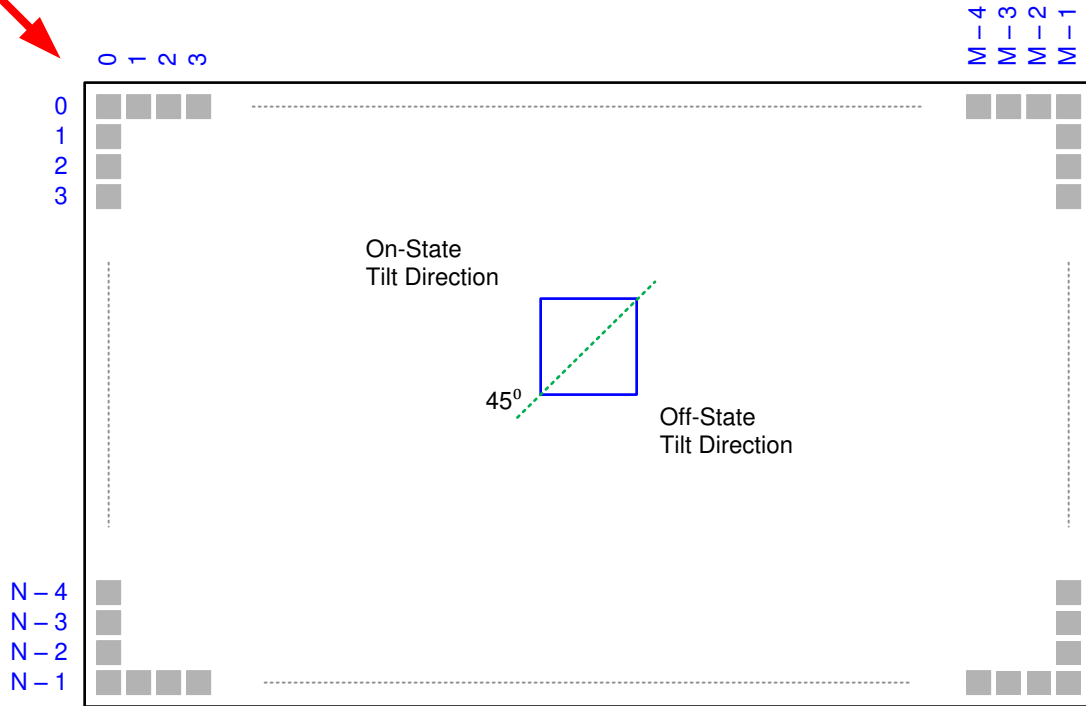 0
1
2
3
M – 4
M – 3
M – 2
M – 1
0
1
2
3
On-State
Tilt Direction
45⁰
Off-State
Tilt Direction
N – 4
N – 3
N – 2
N – 1